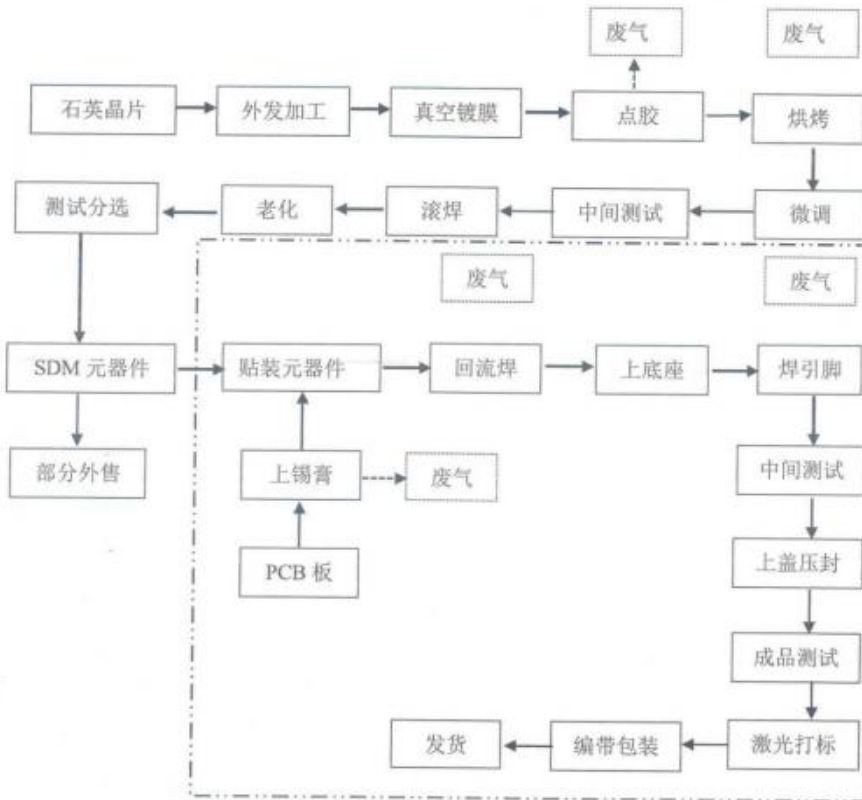 废气
废气
石英晶片
外发加工
真空镀膜
点胶
烘烤
测试分选
老化
滚焊
中间测试
微调
废气
废气
SDM 元器件
贴装元器件
回流焊
上底座
焊引脚
部分外售
上锡膏
废气
中间测试
PCB 板
上盖压封
成品测试
发货
编带包装
激光打标